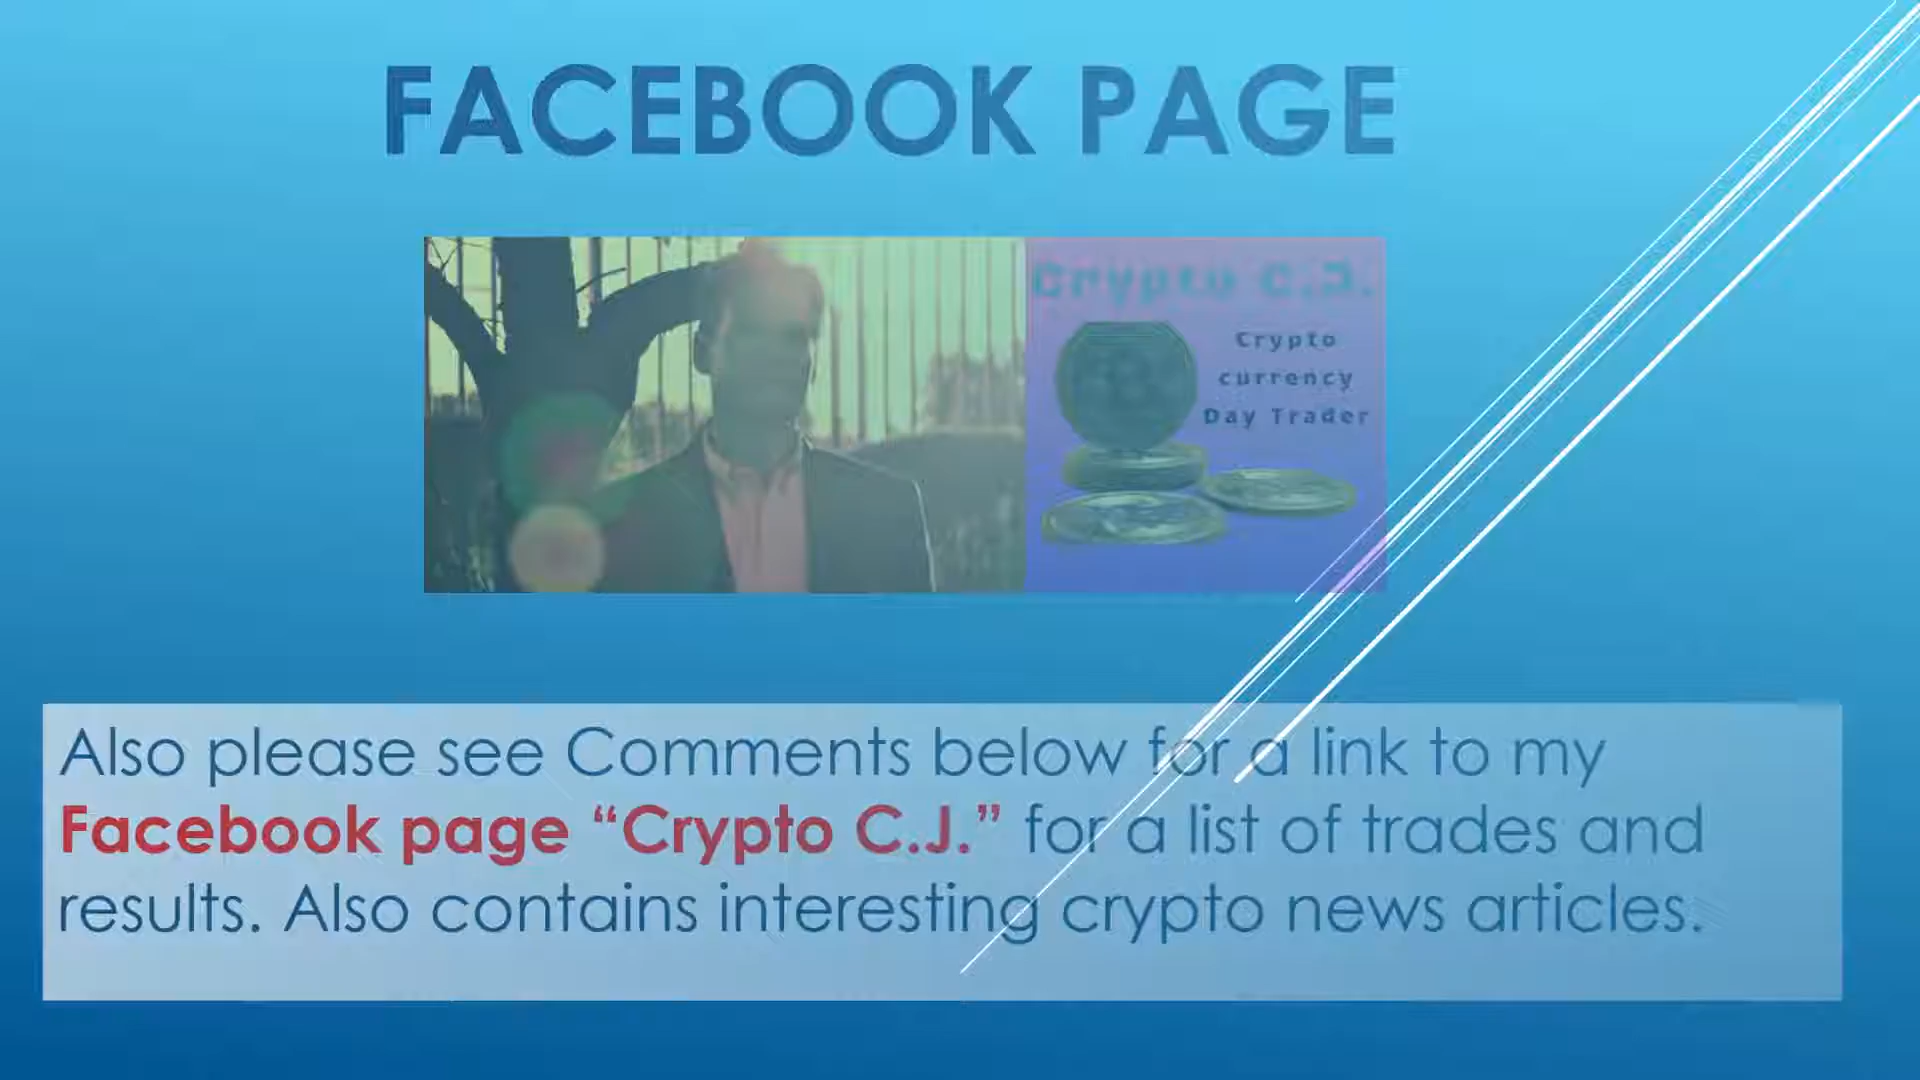 FACEBOOK PAGE
Crypto C.J.
Crypto
currency
Day Trader
Also please see Comments below for a link to my
Facebook page “Crypto C.J.” for a list of trades and
results. Also contains interesting crypto news articles.